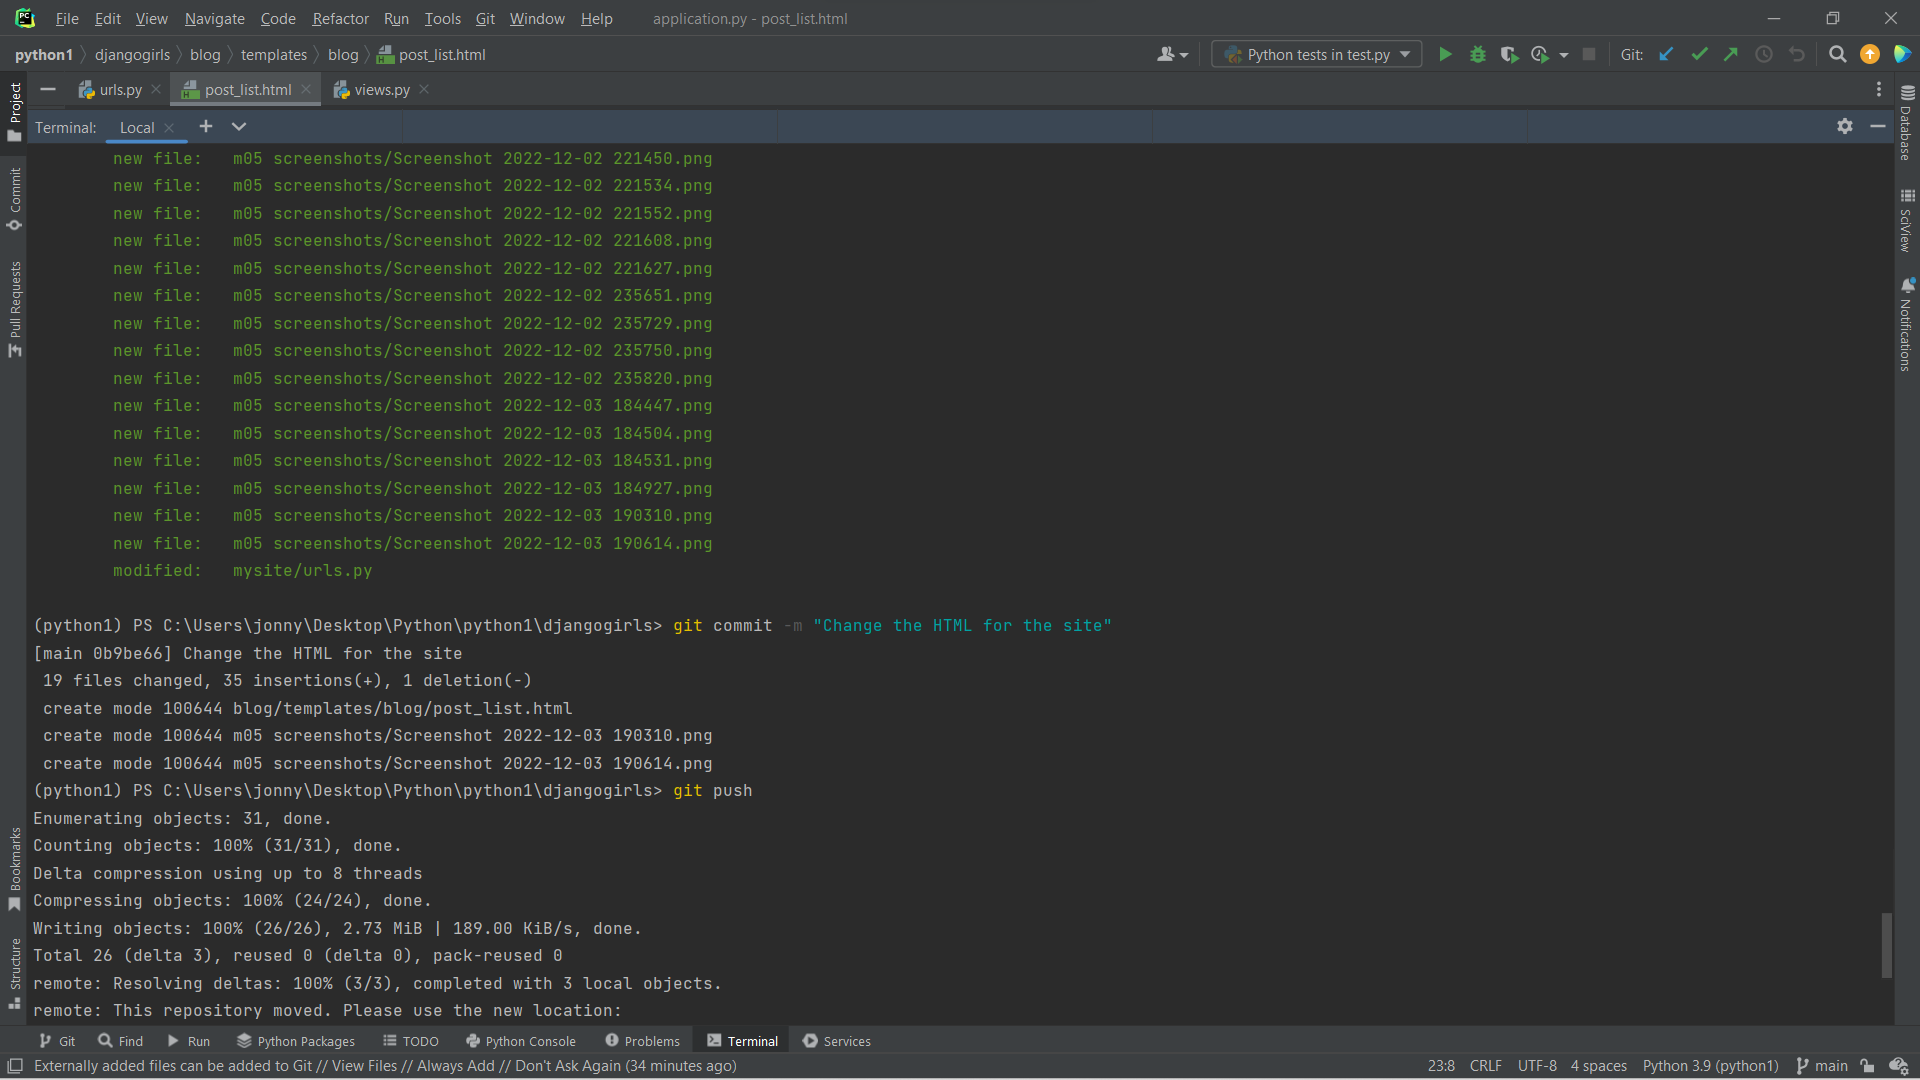 PC File Edit View Navigate Code Refactor Run Tools Git Window Help application.py - post_list.html
python1 djangogirls blog templates blog post_list.html Python tests in test.py Git:
urls.py post_list.html views.py
Terminal: Local
new file: m05 screenshots/Screenshot 2022-12-02 221450.png
new file: m05 screenshots/Screenshot 2022-12-02 221534.png
new file: m05 screenshots/Screenshot 2022-12-02 221552.png
new file: m05 screenshots/Screenshot 2022-12-02 221608.png
new file: m05 screenshots/Screenshot 2022-12-02 221627.png
new file: m05 screenshots/Screenshot 2022-12-02 235651.png
new file: m05 screenshots/Screenshot 2022-12-02 235729.png
new file: m05 screenshots/Screenshot 2022-12-02 235750.png
new file: m05 screenshots/Screenshot 2022-12-02 235820.png
new file: m05 screenshots/Screenshot 2022-12-03 184447.png
new file: m05 screenshots/Screenshot 2022-12-03 184504.png
new file: m05 screenshots/Screenshot 2022-12-03 184531.png
new file: m05 screenshots/Screenshot 2022-12-03 184927.png
new file: m05 screenshots/Screenshot 2022-12-03 190310.png
new file: m05 screenshots/Screenshot 2022-12-03 190614.png
modified: mysite/urls.py
(python1) PS C:\Users\jonny\Desktop\Python\python1\djangogirls> git commit -m "Change the HTML for the site"
[main 0b9be66] Change the HTML for the site
19 files changed, 35 insertions(+), 1 deletion(-)
create mode 100644 blog/templates/blog/post_list.html
create mode 100644 m05 screenshots/Screenshot 2022-12-03 190310.png
create mode 100644 m05 screenshots/Screenshot 2022-12-03 190614.png
(python1) PS C:\Users\jonny\Desktop\Python\python1\djangogirls> git push
Enumerating objects: 31, done.
Counting objects: 100% (31/31), done.
Delta compression using up to 8 threads
Compressing objects: 100% (24/24), done.
Writing objects: 100% (26/26), 2.73 MiB | 189.00 KiB/s, done.
Total 26 (delta 3), reused 0 (delta 0), pack-reused 0
remote: Resolving deltas: 100% (3/3), completed with 3 local objects.
remote: This repository moved. Please use the new location:
Project
Commit
Pull Requests
Bookmarks
Structure
Database
SciView
Notifications
Git Find Run Python Packages TODO Python Console Problems Terminal Services
Externally added files can be added to Git // View Files // Always Add // Don't Ask Again (34 minutes ago) 23:8 CRLF UTF-8 4 spaces Python 3.9 (python1) main